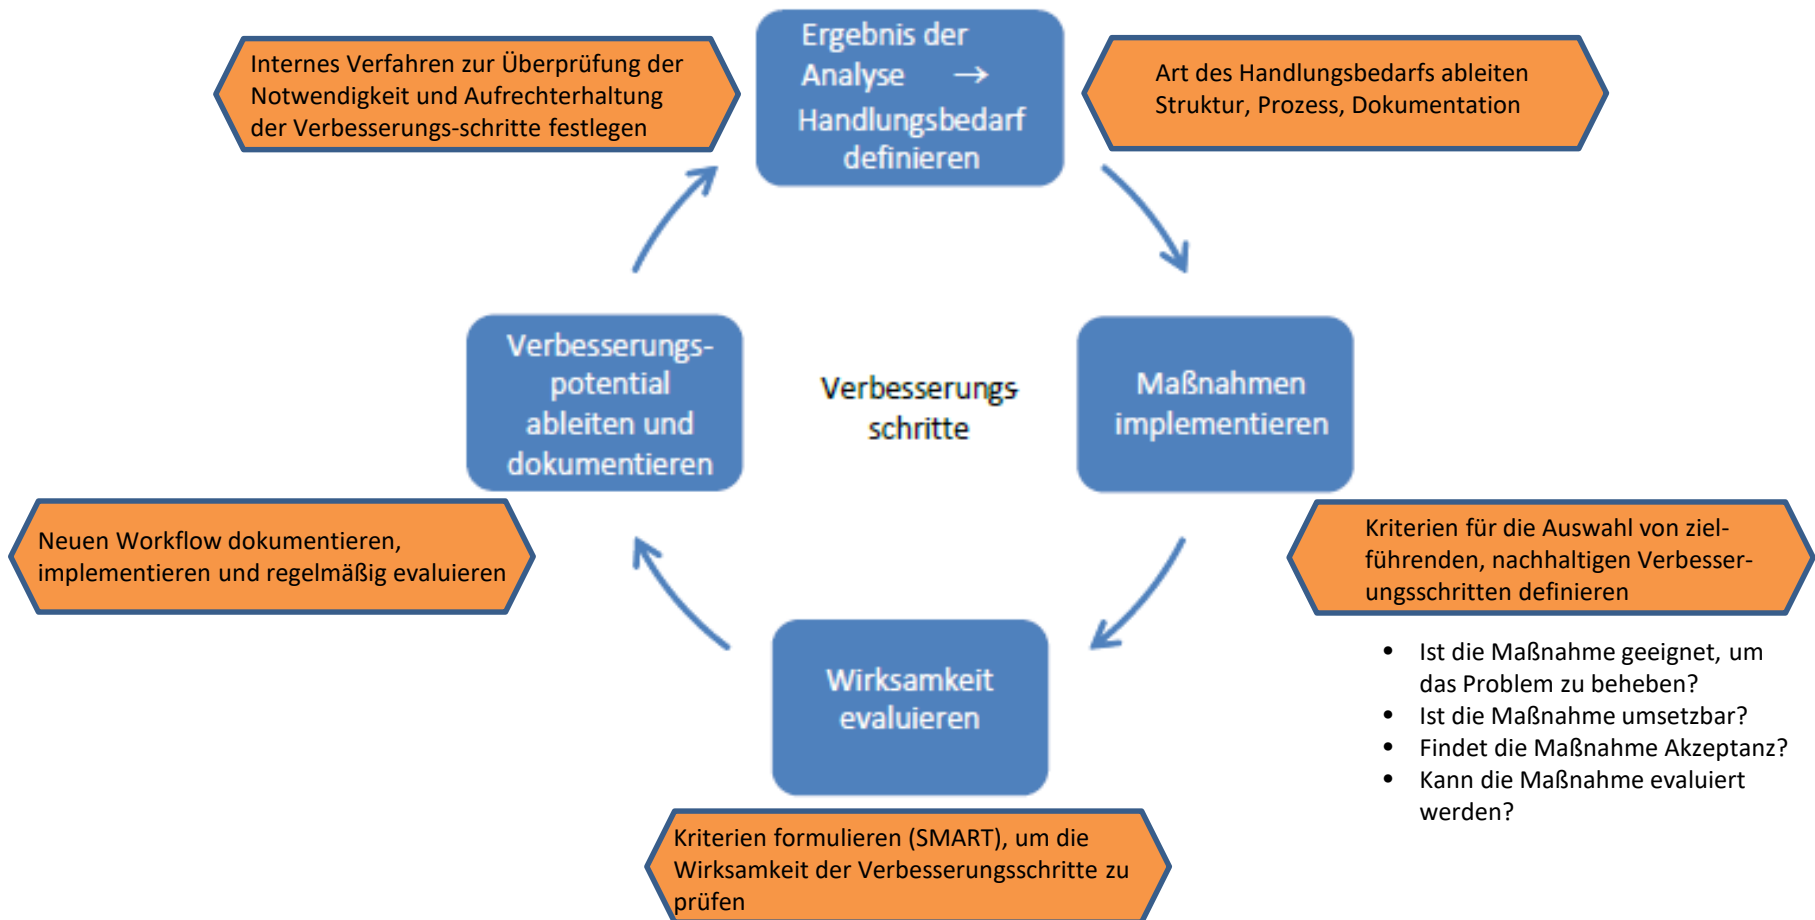 Ergebnis der
Analyse →
Handlungsbedarf
definieren
Internes Verfahren zur Überprüfung der
Notwendigkeit und Aufrechterhaltung
der Verbesserungs-schritte festlegen
Art des Handlungsbedarfs ableiten
Struktur, Prozess, Dokumentation
Verbesserungs-
potential
ableiten und
dokumentieren
Verbesserungs-
schritte
Maßnahmen
implementieren
Neuen Workflow dokumentieren,
implementieren und regelmäßig evaluieren
Kriterien für die Auswahl von ziel-
führenden, nachhaltigen Verbesser-
ungsschritten definieren
• Ist die Maßnahme geeignet, um
das Problem zu beheben?
• Ist die Maßnahme umsetzbar?
• Findet die Maßnahme Akzeptanz?
• Kann die Maßnahme evaluiert
werden?
Wirksamkeit
evaluieren
Kriterien formulieren (SMART), um die
Wirksamkeit der Verbesserungsschritte zu
prüfen